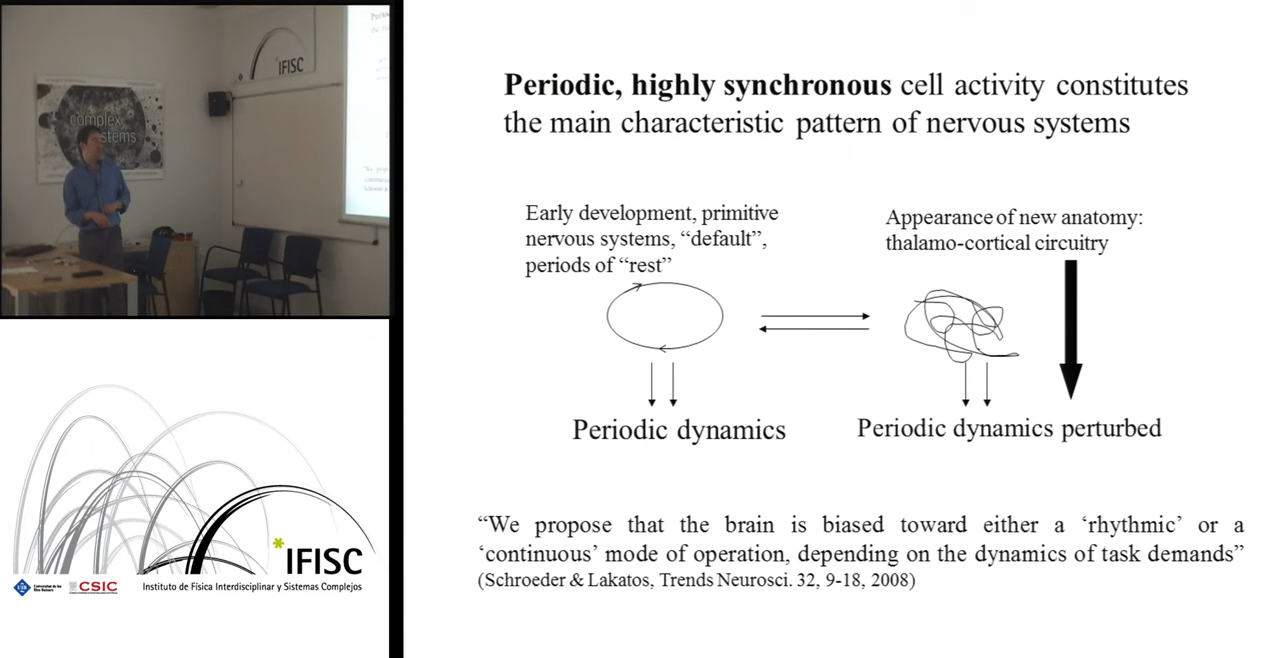 complex
stems
IFISC
Periodic, highly synchronous cell activity constitutes
the main characteristic pattern of nervous systems
Early development, primitive
nervous systems, “default”,
periods of “rest”
Appearance of new anatomy:
thalamo-cortical circuitry
Periodic dynamics
Periodic dynamics perturbed
“We propose that the brain is biased toward either a ‘rhythmic’ or a
‘continuous’ mode of operation, depending on the dynamics of task demands”
(Schroeder & Lakatos, Trends Neurosci. 32, 9-18, 2008)
*IFISC
CSIC
Instituto de Física Interdisciplinar y Sistemas Complejos